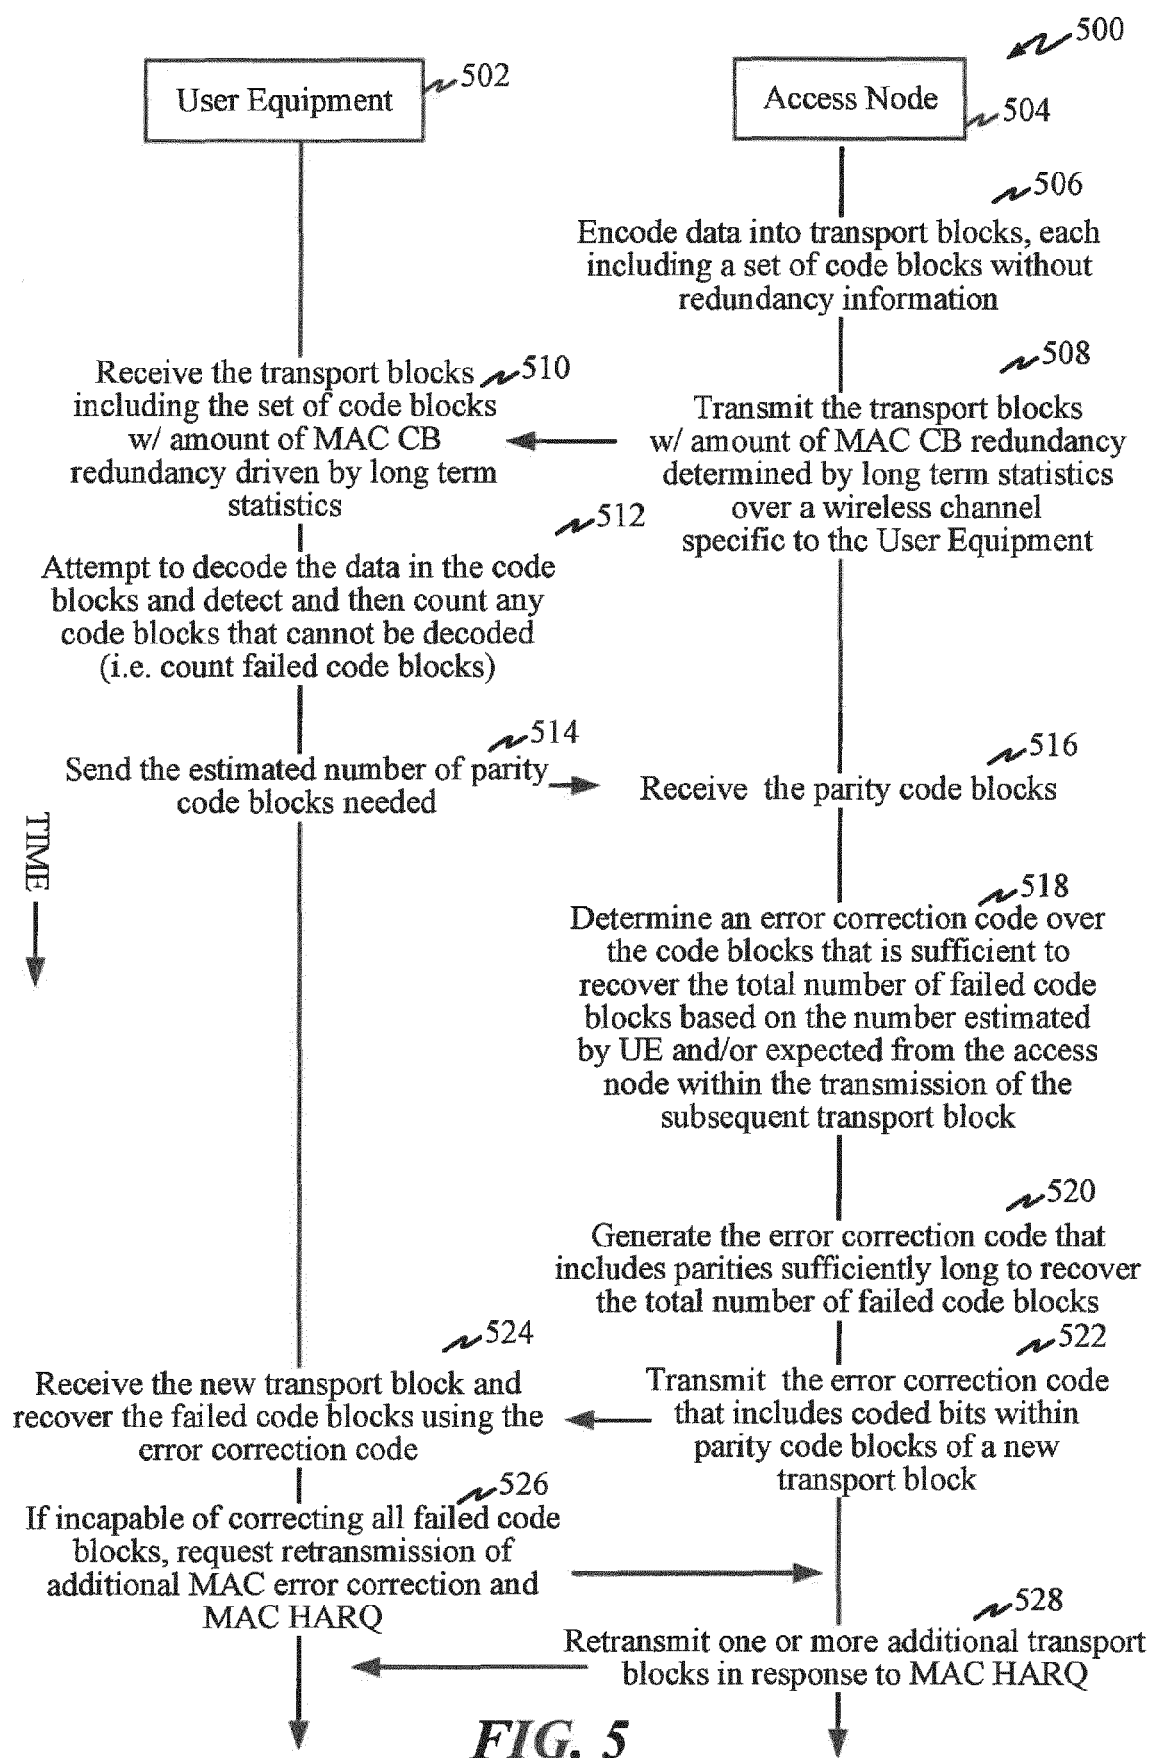 500
User Equipment
502
Access Node
504
506
Encode data into transport blocks, each
including a set of code blocks without
redundancy information
508
Transmit the transport blocks
w/ amount of MAC CB redundancy
determined by long term statistics
over a wireless channel
specific to the User Equipment
510
Receive the transport blocks
including the set of code blocks
w/ amount of MAC CB
redundancy driven by long term
statistics
512
Attempt to decode the data in the code
blocks and detect and then count any
code blocks that cannot be decoded
(i.e. count failed code blocks)
514
Send the estimated number of parity
code blocks needed
516
Receive the parity code blocks
TIME
518
Determine an error correction code over
the code blocks that is sufficient to
recover the total number of failed code
blocks based on the number estimated
by UE and/or expected from the access
node within the transmission of the
subsequent transport block
520
Generate the error correction code that
includes parities sufficiently long to recover
the total number of failed code blocks
522
Transmit the error correction code
that includes coded bits within
parity code blocks of a new
transport block
524
Receive the new transport block and
recover the failed code blocks using the
error correction code
526
If incapable of correcting all failed code
blocks, request retransmission of
additional MAC error correction and
MAC HARQ
528
Retransmit one or more additional transport
blocks in response to MAC HARQ
FIG. 5